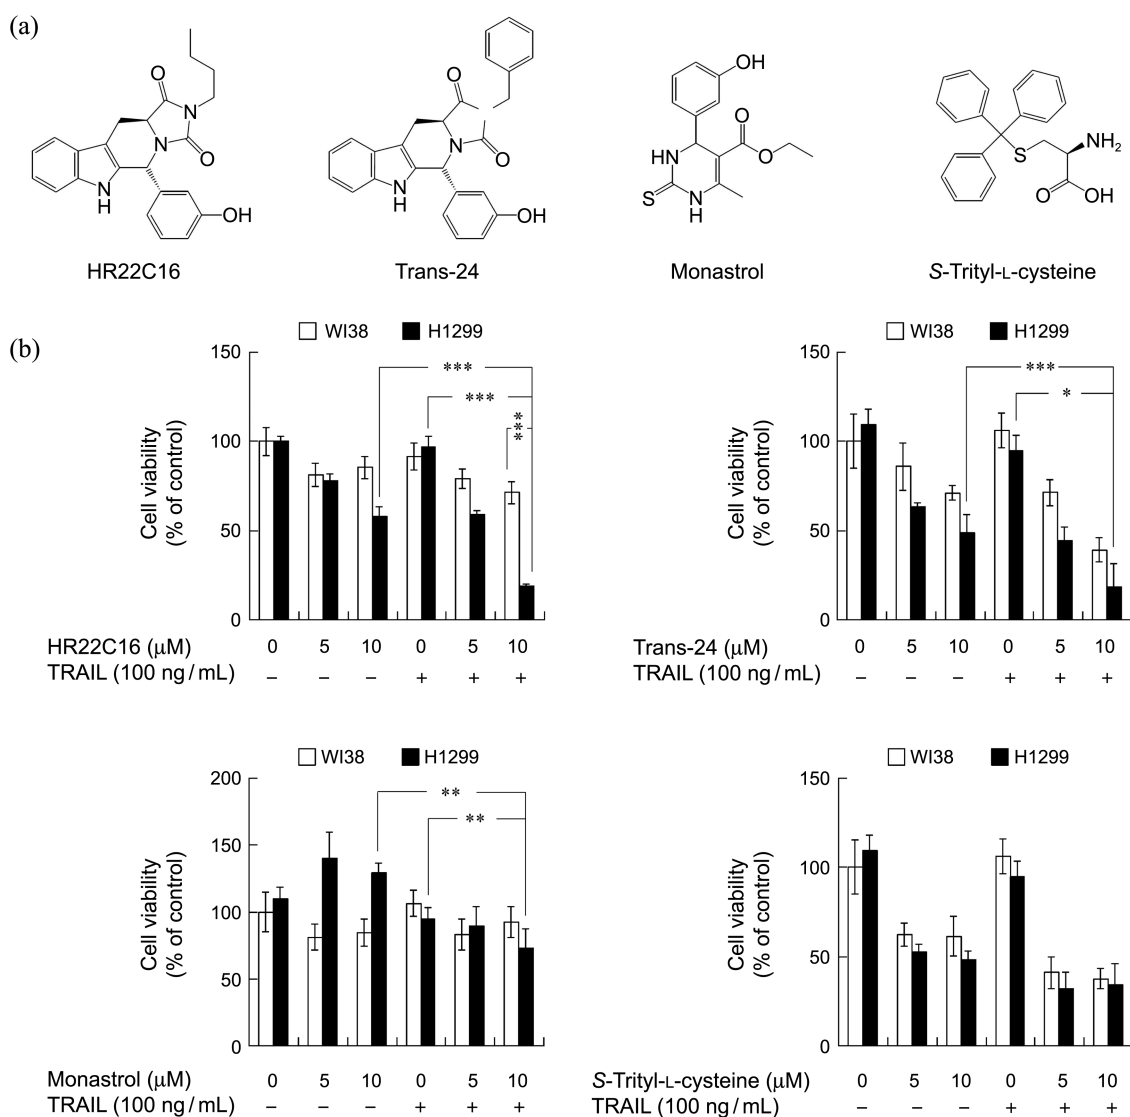 (a)
O
N
N
O
N
H
OH
HR22C16
O
N
O
N
H
OH
Trans-24
OH
O
HN
O
S
N
H
Monastrol
S
NH₂
O
OH
S-Trityl-L-cysteine
(b)
WI38 H1299
150
100
50
0
Cell viability
(% of control)
***
***
***
HR22C16 (μM) 0 5 10 0 5 10
TRAIL (100 ng/mL) – – – + + +
WI38 H1299
150
100
50
0
Cell viability
(% of control)
***
*
Trans-24 (μM) 0 5 10 0 5 10
TRAIL (100 ng/mL) – – – + + +
WI38 H1299
200
150
100
50
0
Cell viability
(% of control)
**
**
Monastrol (μM) 0 5 10 0 5 10
TRAIL (100 ng/mL) – – – + + +
WI38 H1299
150
100
50
0
Cell viability
(% of control)
S-Trityl-L-cysteine (μM) 0 5 10 0 5 10
TRAIL (100 ng/mL) – – – + + +